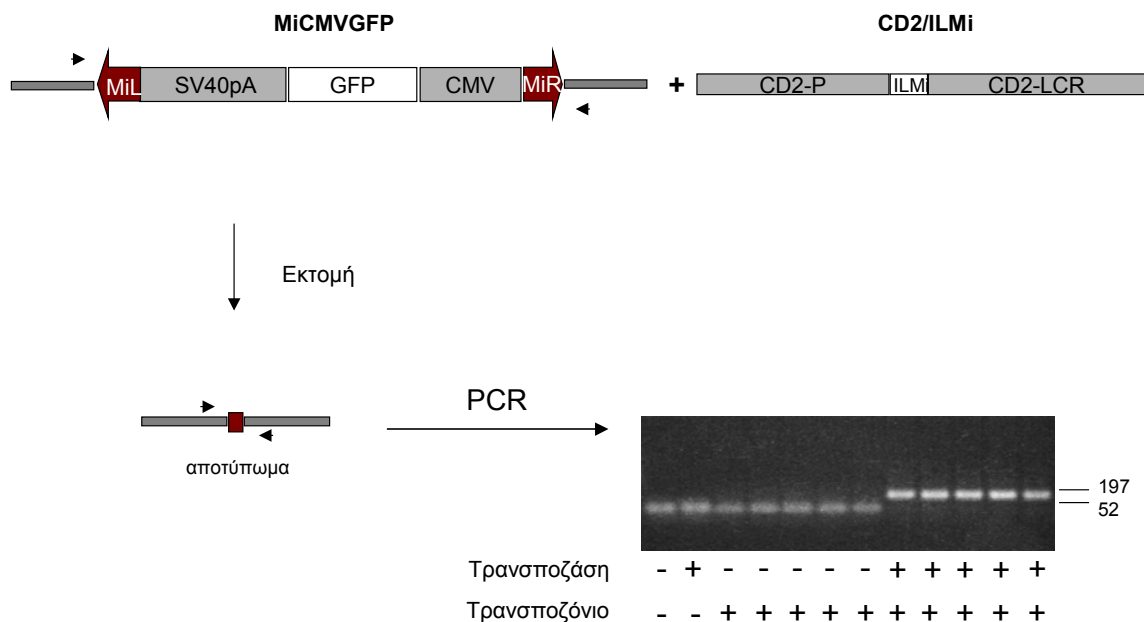 MiCMVGFP CD2/ILMi
MiL SV40pA GFP CMV MiR + CD2-P ILMi CD2-LCR
Εκτομή
PCR
αποτύπωμα
197
52
Τρανσποζάση - + - - - - - + + + + +
Τρανσποζόνιο - - + + + + + + + + + +